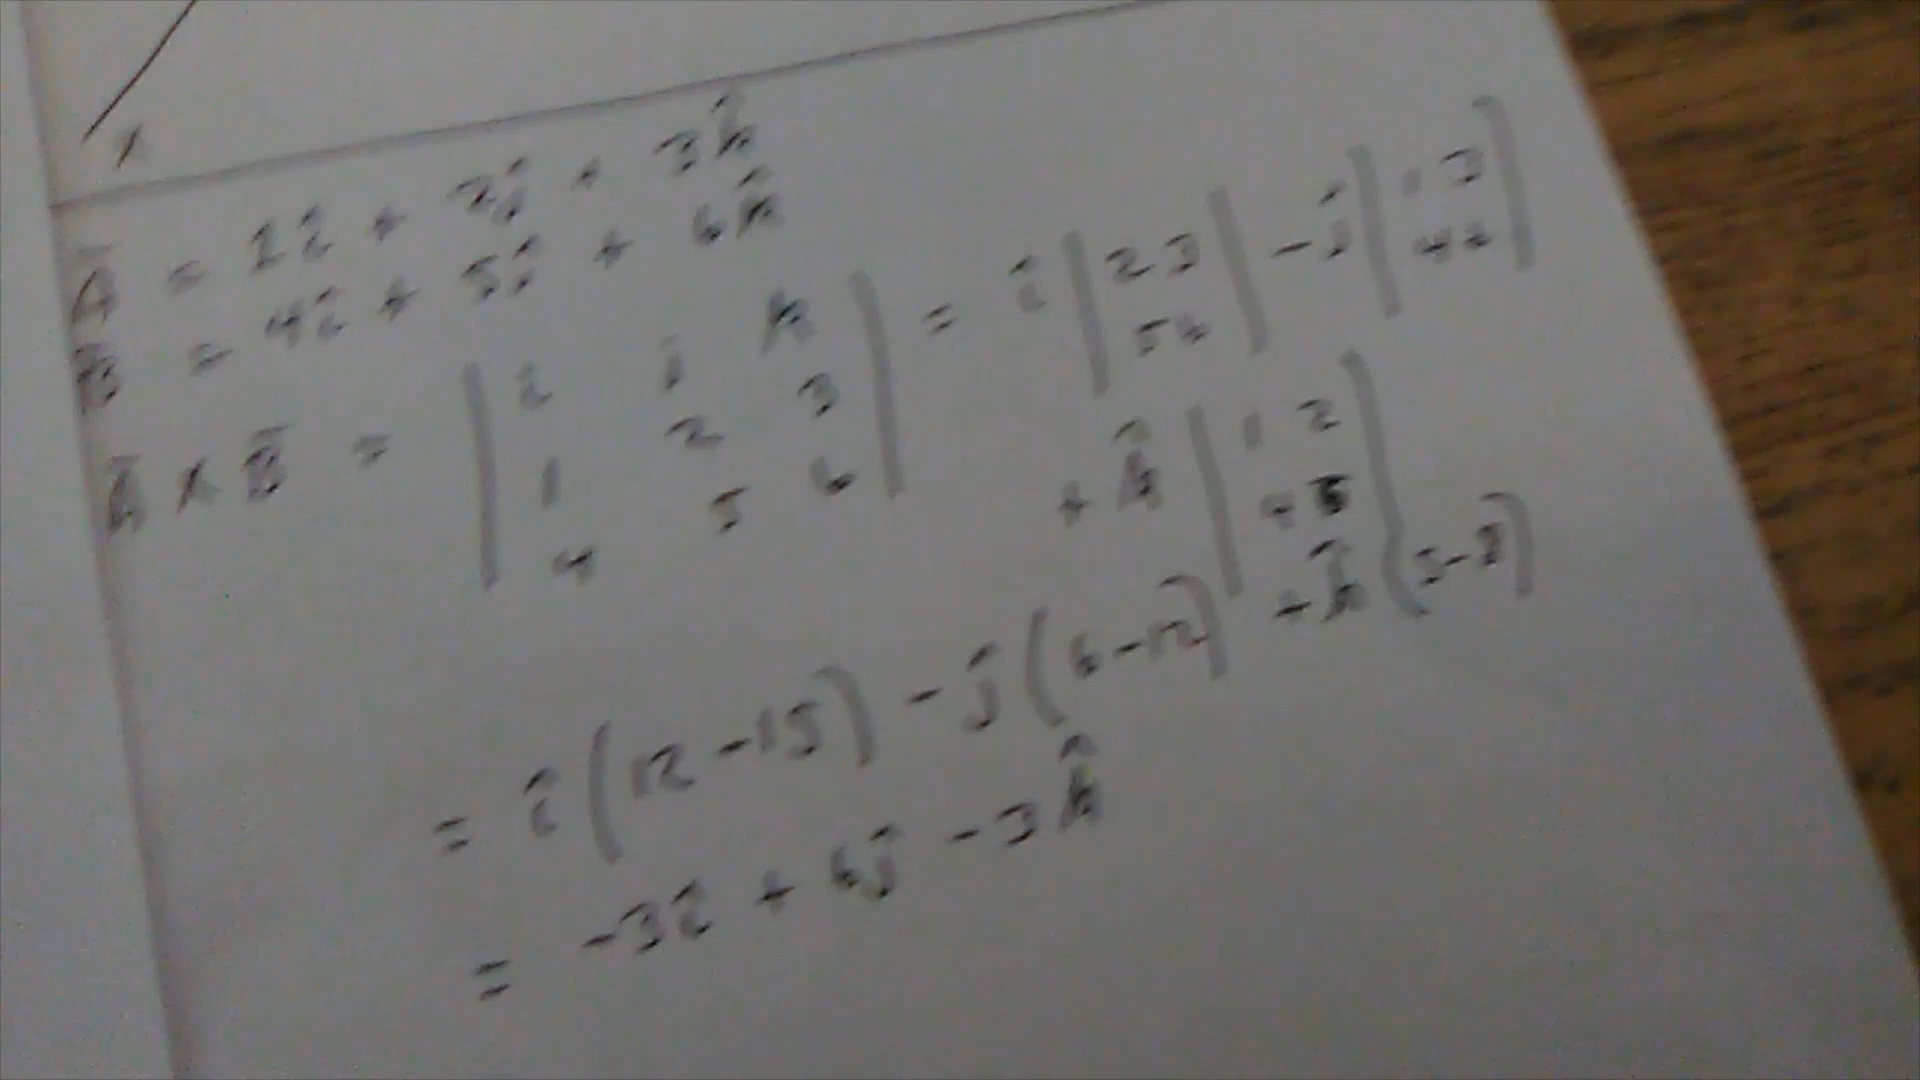 x
A̅ = 1î + 2ĵ + 3k̂
B̅ = 4î + 5ĵ + 6k̂
A̅ x B̅ = | i j k | = î | 2 3 | - ĵ | 1 3 |
1 2 3 5 6 4 6
4 5 6 + k̂ | 1 2 |
4 5
= î (12 - 15) - ĵ (6 - 12) + k̂ (5 - 8)
= -3î + 6ĵ - 3k̂